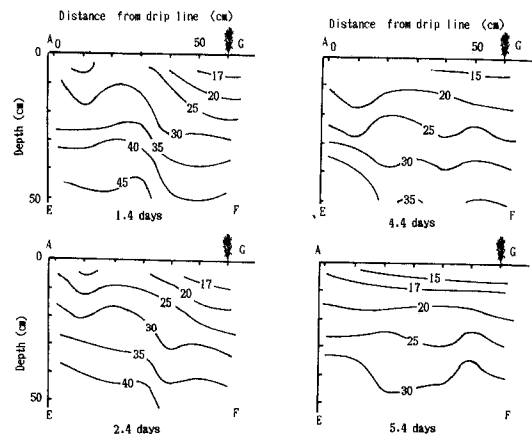 Distance from drip line (cm)
Distance from drip line (cm)
A 0 50 G
A 0 50 G
0
17
20
25
30
40 35
45
Depth (cm)
50
E F
1.4 days
15
20
25
30
35
E F
4.4 days
A G
0
17
25 20
30
35
40
Depth (cm)
50
E F
2.4 days
A G
15
17
20
25
30
E F
5.4 days